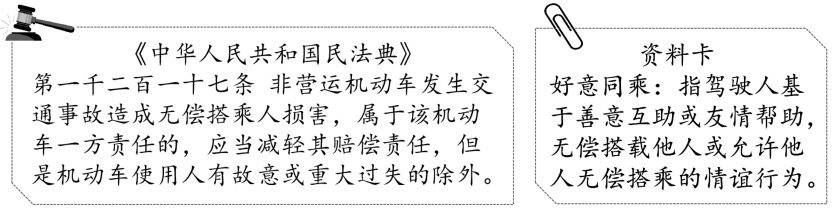 《中华人民共和国民法典》
第一千二百一十七条 非营运机动车发生交
通事故造成无偿搭乘人损害，属于该机动
车一方责任的，应当减轻其赔偿责任，但
是机动车使用人有故意或重大过失的除外。
资料卡
好意同乘：指驾驶人基
于善意互助或友情帮助，
无偿搭载他人或允许他
人无偿搭乘的情谊行为。